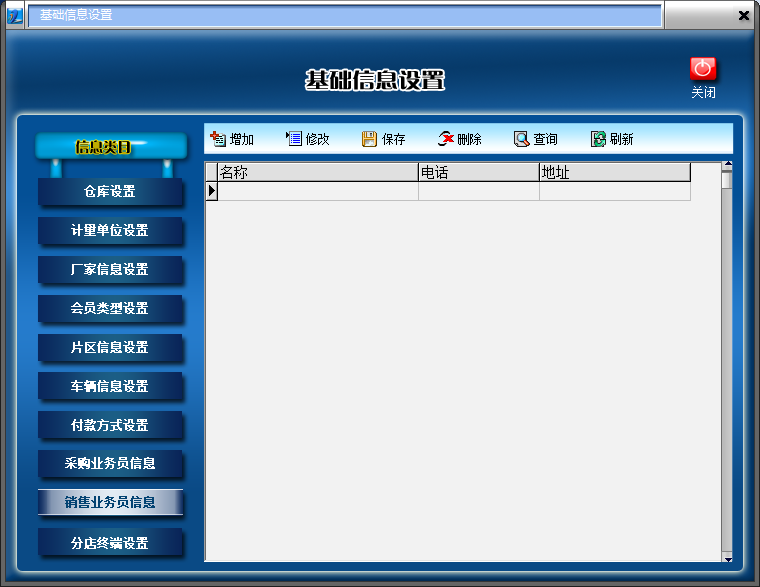 基础信息设置
基础信息设置
关闭
信息类目
增加 修改 保存 删除 查询 刷新
名称 电话 地址
仓库设置
计量单位设置
厂家信息设置
会员类型设置
片区信息设置
车辆信息设置
付款方式设置
采购业务员信息
销售业务员信息
分店终端设置